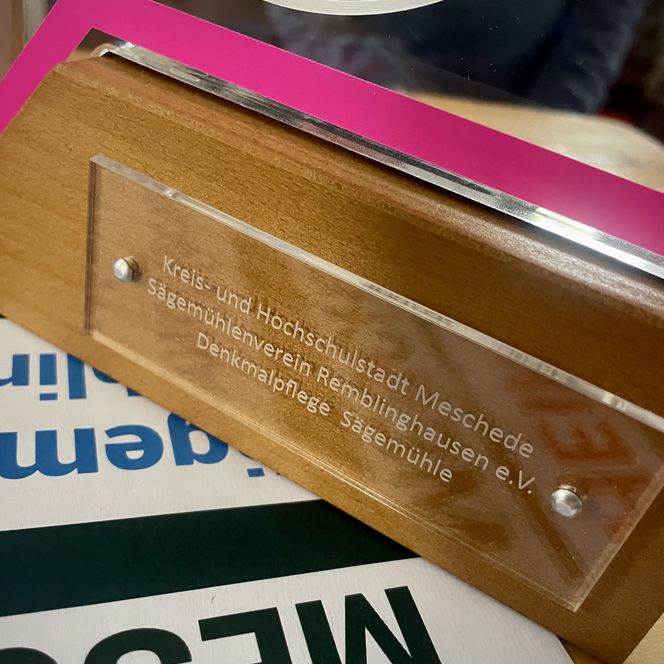 Kreis- und Hochschulstadt Meschede
Sägemühlenverein Remblinghausen e.V.
Denkmalpflege Sägemühle